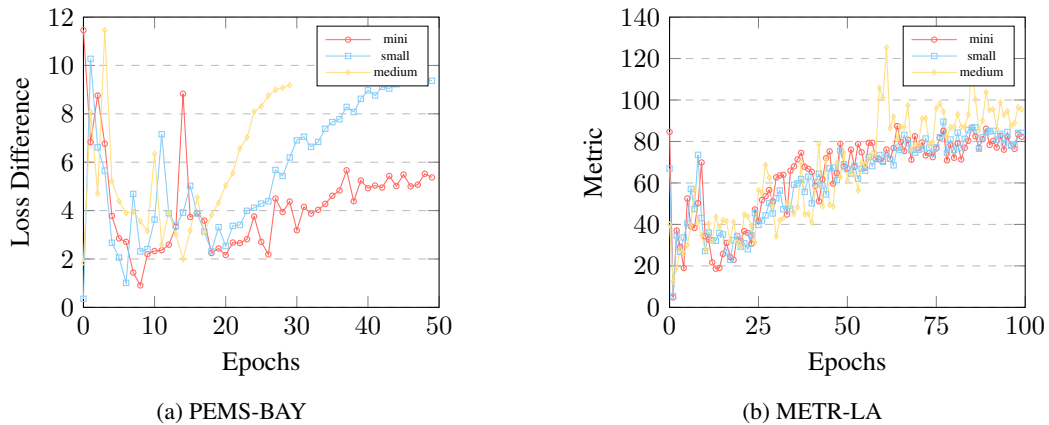 12
10
8
6
4
2
0
0
10
20
30
40
50
Loss Difference
Epochs
mini
small
medium
(a) PEMS-BAY
140
120
100
80
60
40
20
0
0
25
50
75
100
Metric
Epochs
mini
small
medium
(b) METR-LA